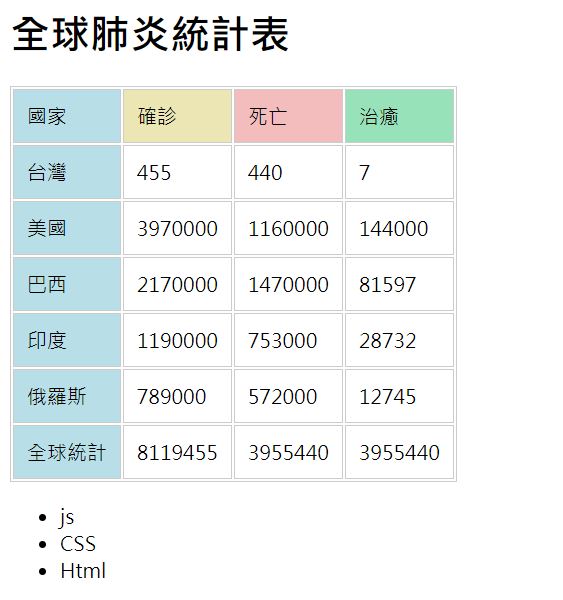 全球肺炎統計表
國家 確診 死亡 治癒
台灣 455 440 7
美國 3970000 1160000 144000
巴西 2170000 1470000 81597
印度 1190000 753000 28732
俄羅斯 789000 572000 12745
全球統計 8119455 3955440 3955440
js
CSS
Html